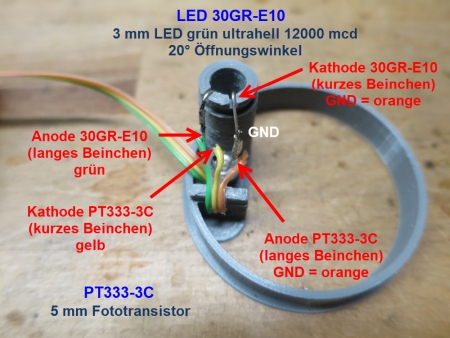 LED 30GR-E10
3 mm LED grün ultrahell 12000 mcd
20° Öffnungswinkel
Kathode 30GR-E10
(kurzes Beinchen)
GND = orange
GND
Anode 30GR-E10
(langes Beinchen)
grün
Kathode PT333-3C
(kurzes Beinchen)
gelb
Anode PT333-3C
(langes Beinchen)
GND = orange
PT333-3C
5 mm Fototransistor